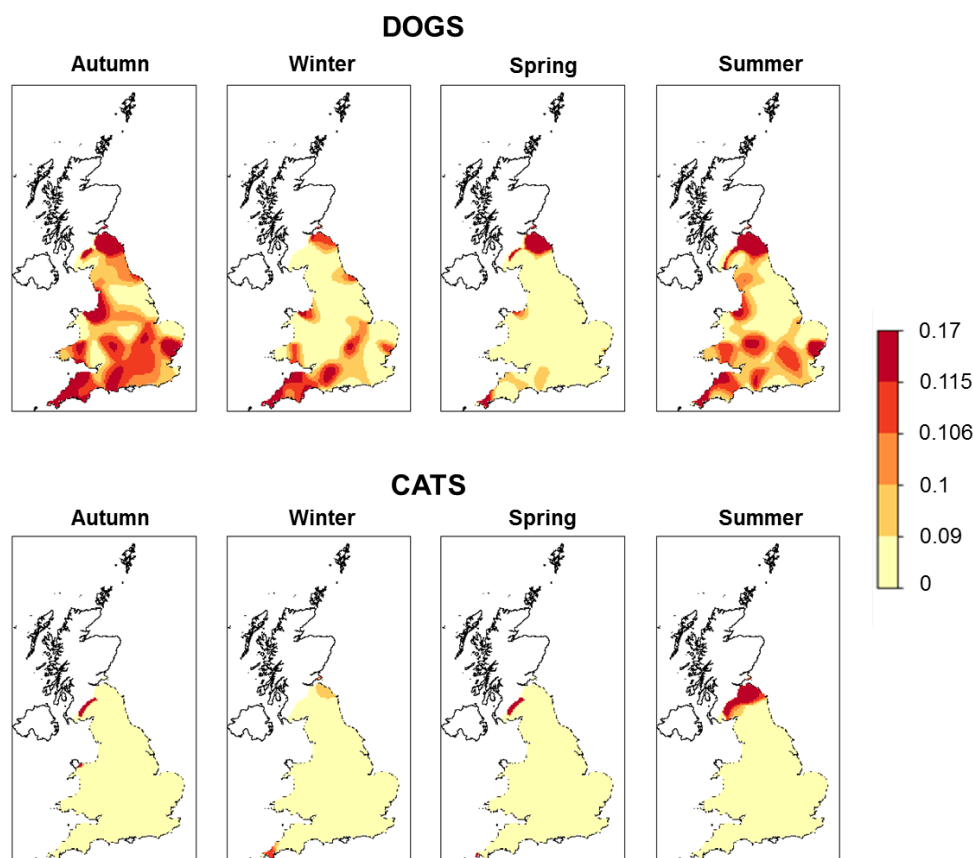 DOGS
Autumn Winter Spring Summer
0.17
0.115
0.106
0.1
0.09
0
CATS
Autumn Winter Spring Summer